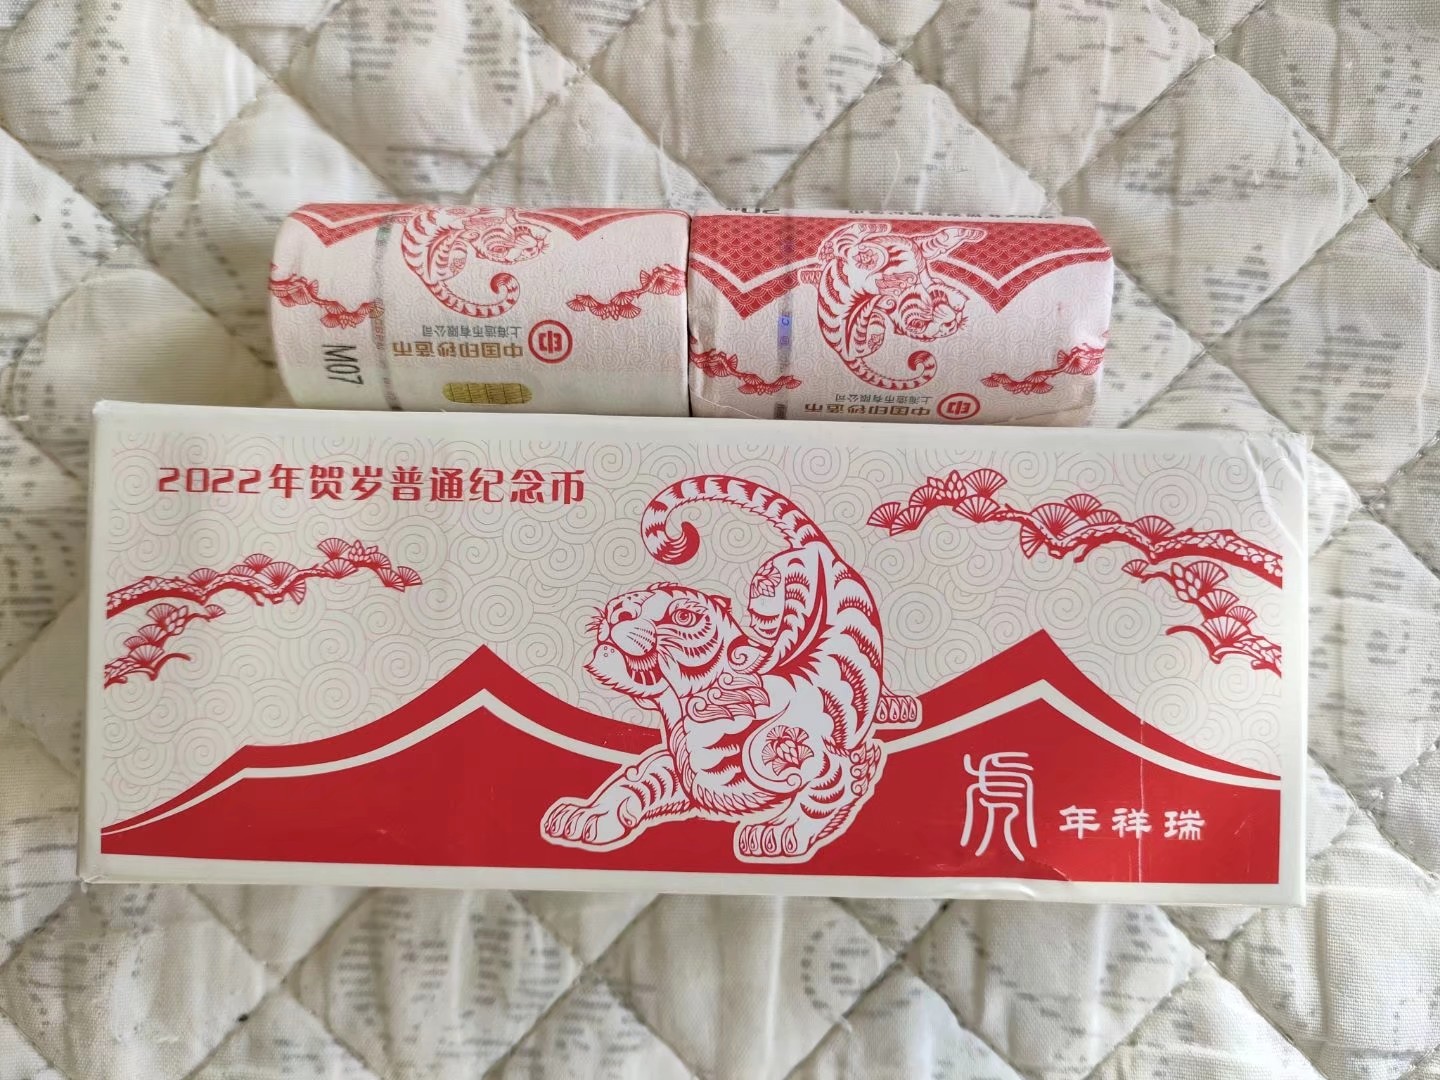 中国印钞造币
上海造币有限公司
M07
中国印钞造币
上海造币有限公司
2022年贺岁普通纪念币
虎年祥瑞